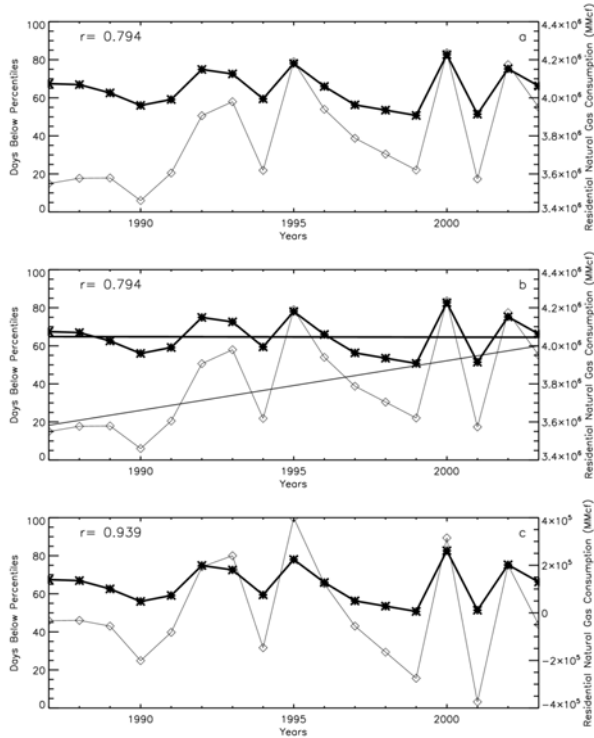 r= 0.794
a
100
80
60
40
20
0
Days Below Percentiles
4.4×10⁶
4.2×10⁶
4.0×10⁶
3.8×10⁶
3.6×10⁶
3.4×10⁶
Residential Natural Gas Consumption (MMcf)
1990
1995
2000
Years
r= 0.794
b
100
80
60
40
20
0
Days Below Percentiles
4.4×10⁶
4.2×10⁶
4.0×10⁶
3.8×10⁶
3.6×10⁶
3.4×10⁶
Residential Natural Gas Consumption (MMcf)
1990
1995
2000
Years
r= 0.939
c
100
80
60
40
20
0
Days Below Percentiles
4×10⁵
2×10⁵
0
−2×10⁵
−4×10⁵
Residential Natural Gas Consumption (MMcf)
1990
1995
2000
Years